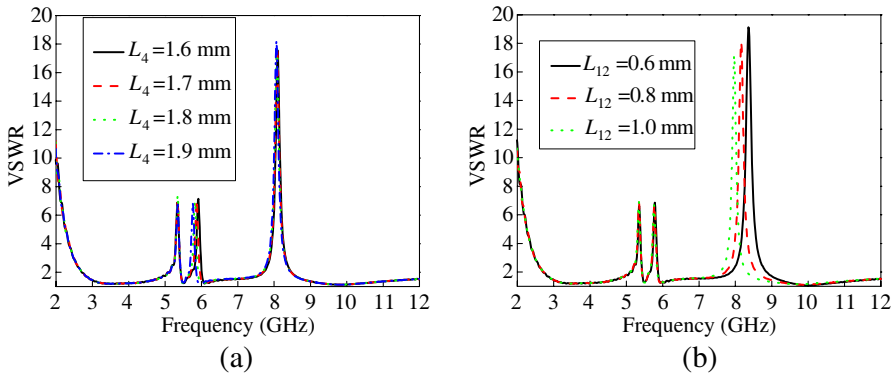 20
18
16
14
12
10
8
6
4
2
VSWR
L4 =1.6 mm
L4 =1.7 mm
L4 =1.8 mm
L4 =1.9 mm
2 3 4 5 6 7 8 9 10 11 12
Frequency (GHz)
(a)
20
18
16
14
12
10
8
6
4
2
VSWR
L12 =0.6 mm
L12 =0.8 mm
L12 =1.0 mm
2 3 4 5 6 7 8 9 10 11 12
Frequency (GHz)
(b)